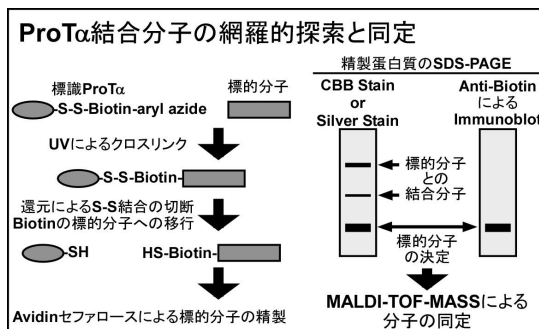 ProTα結合分子の網羅的探索と同定
標識ProTα
標的分子
-S-S-Biotin-aryl azide
UVによるクロスリンク
-S-S-Biotin-
還元によるS-S結合の切断
Biotinの標的分子への移行
-SH
HS-Biotin-
Avidinセファロースによる標的分子の精製
精製蛋白質のSDS-PAGE
CBB Stain
or
Silver Stain
Anti-Biotin
による
Immunoblot
標的分子
との
結合分子
標的分子
の決定
MALDI-TOF-MASSによる
分子の同定